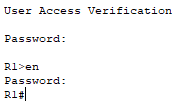 User Access Verification
Password:
R1>en
Password:
R1#